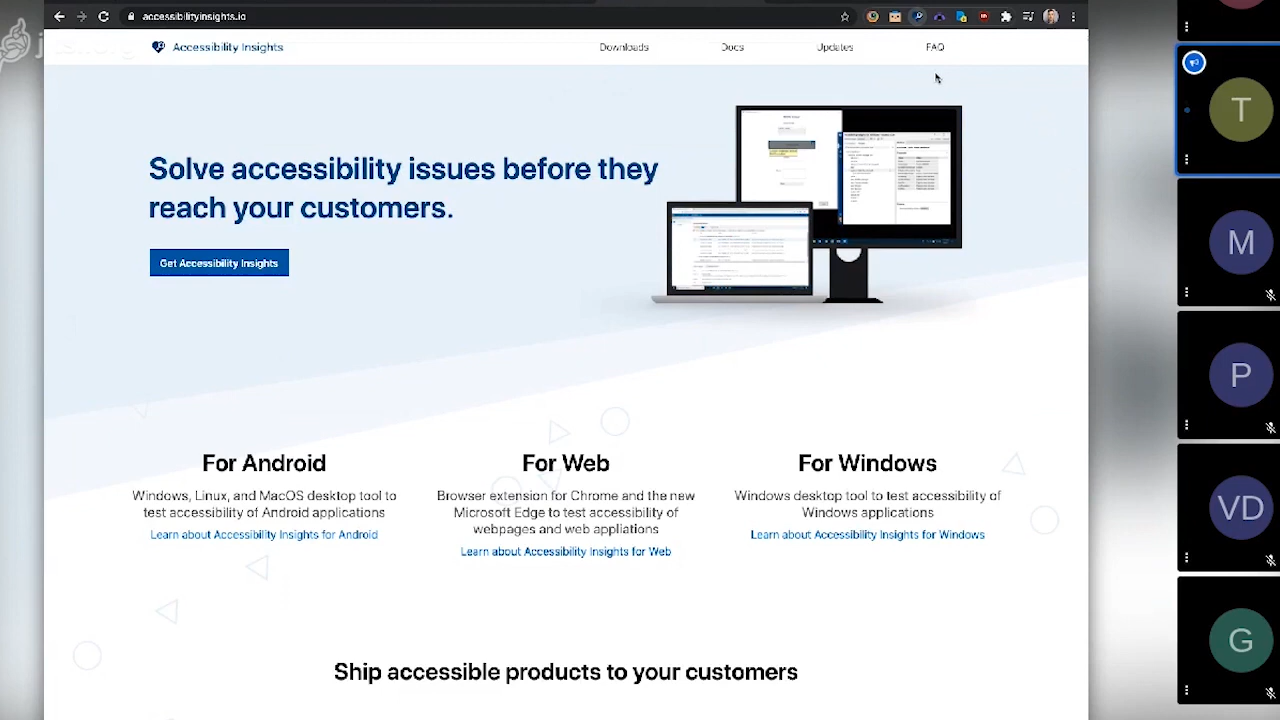 accessibilityinsights.io
Accessibility Insights
Downloads
Docs
Updates
FAQ
accessibility issues before they
reach your customers.
Accessibility Insights
For Android
Windows, Linux, and MacOS desktop tool to
test accessibility of Android applications
Learn about Accessibility Insights for Android
For Web
Browser extension for Chrome and the new
Microsoft Edge to test accessibility of
webpages and web appliations
Learn about Accessibility Insights for Web
For Windows
Windows desktop tool to test accessibility of
Windows applications
Learn about Accessibility Insights for Windows
Ship accessible products to your customers
T
M
P
VD
G